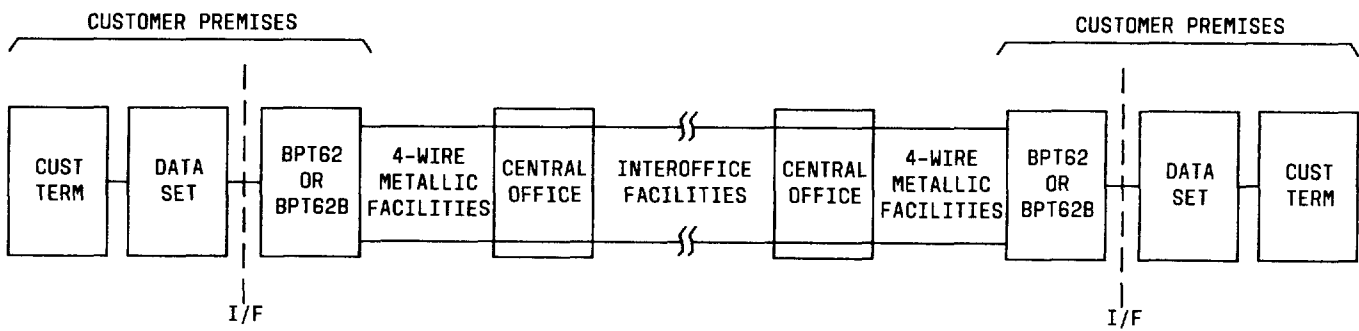 CUSTOMER PREMISES
CUSTOMER PREMISES
CUST
TERM
DATA
SET
BPT62
OR
BPT62B
4-WIRE
METALLIC
FACILITIES
CENTRAL
OFFICE
INTEROFFICE
FACILITIES
CENTRAL
OFFICE
4-WIRE
METALLIC
FACILITIES
BPT62
OR
BPT62B
DATA
SET
CUST
TERM
I/F
I/F